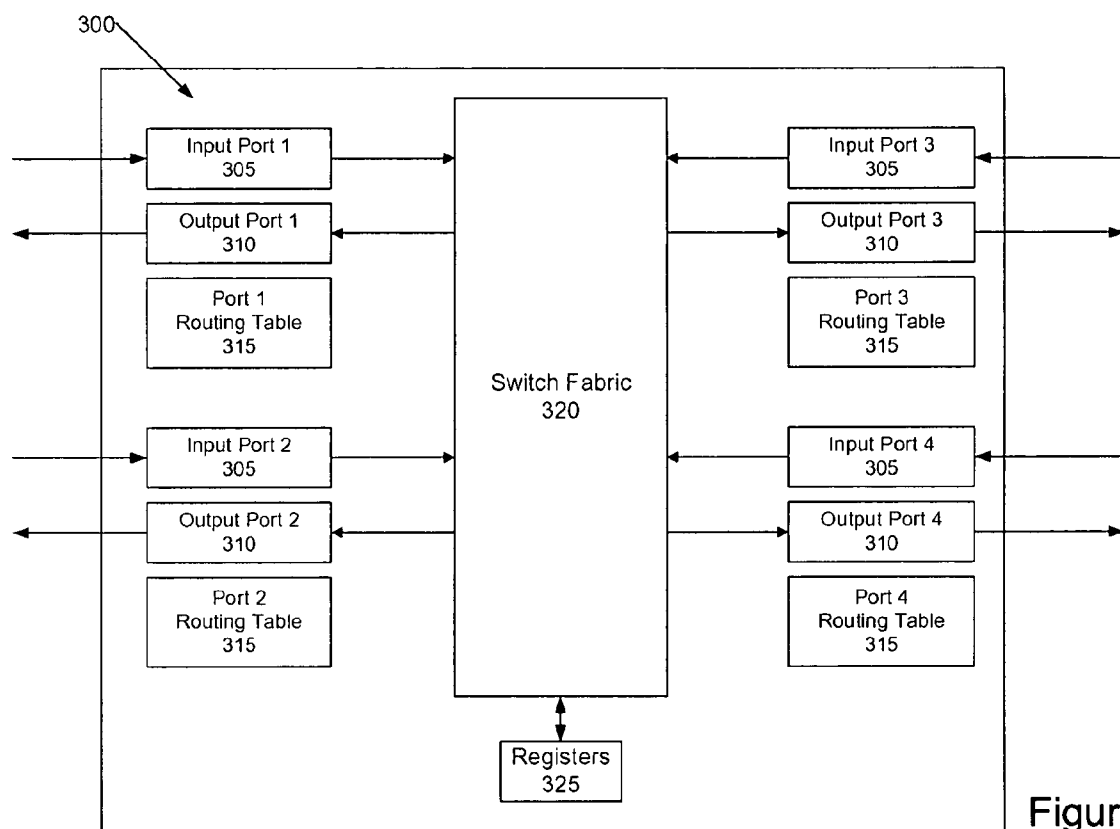 300
Input Port 1
305
Output Port 1
310
Port 1
Routing Table
315
Input Port 2
305
Output Port 2
310
Port 2
Routing Table
315
Switch Fabric
320
Registers
325
Input Port 3
305
Output Port 3
310
Port 3
Routing Table
315
Input Port 4
305
Output Port 4
310
Port 4
Routing Table
315
Figur